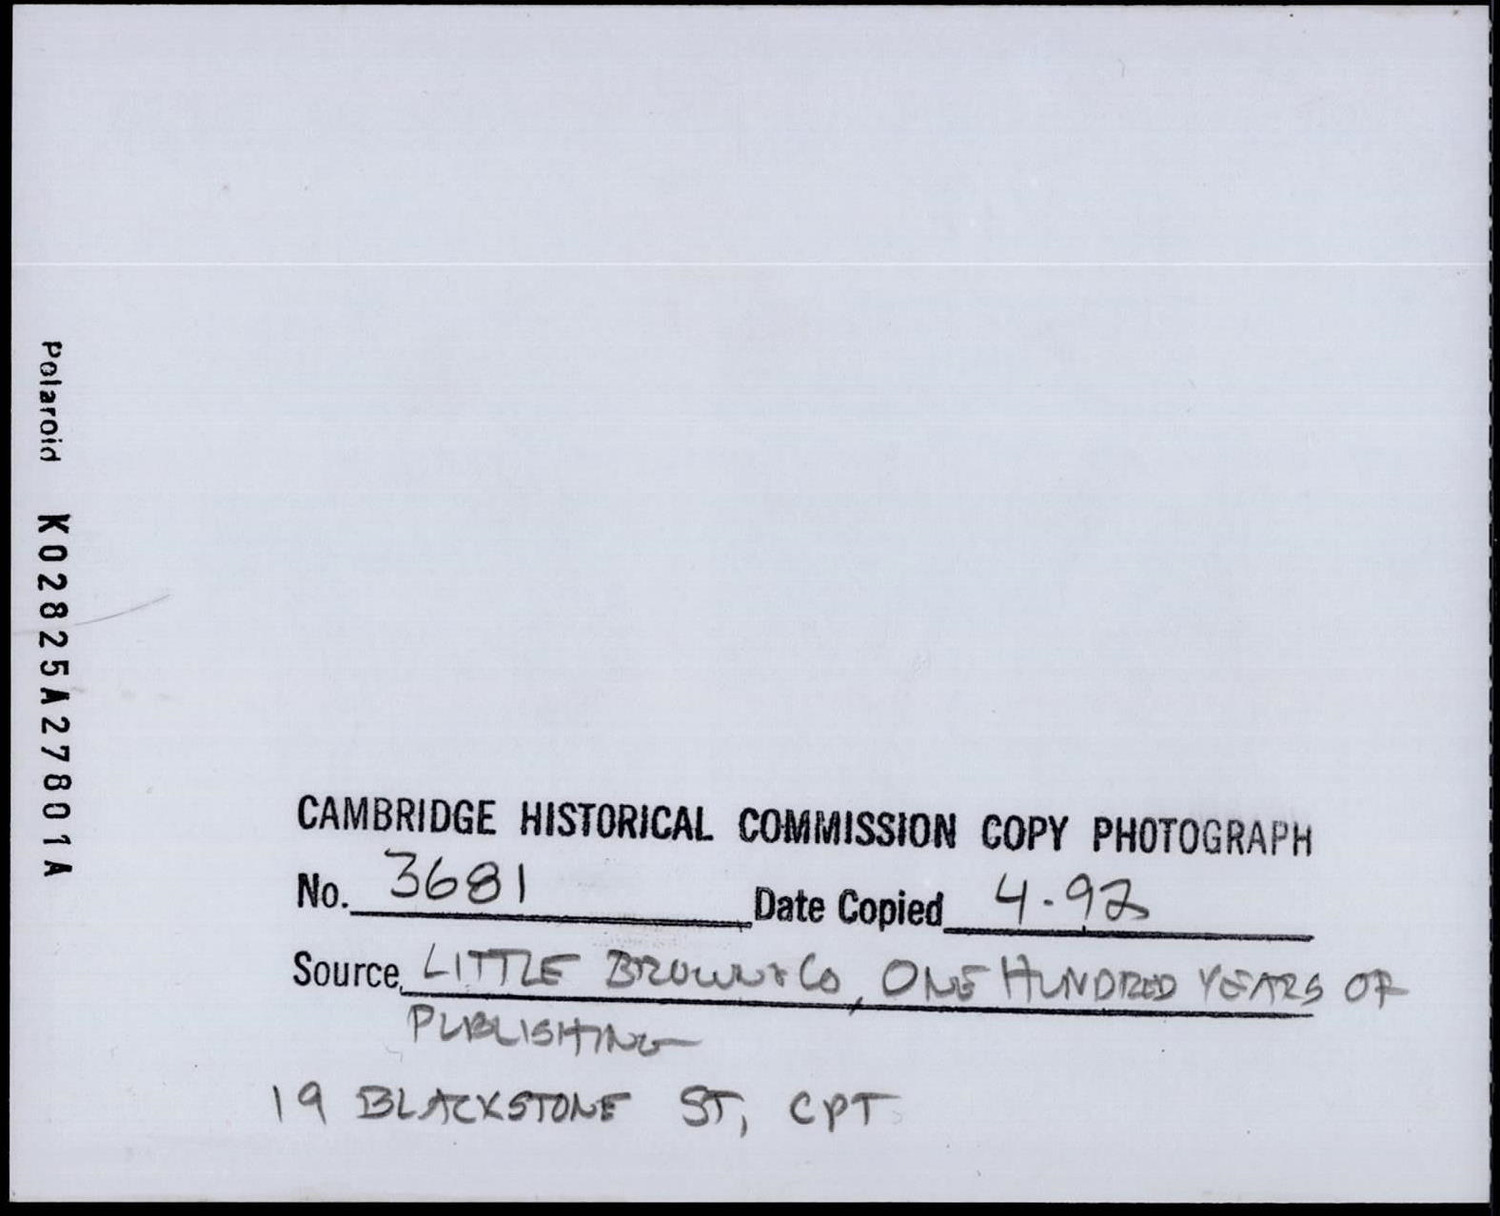 Polaroid K02825A27801A
CAMBRIDGE HISTORICAL COMMISSION COPY PHOTOGRAPH
No. 3681 Date Copied 4-92
Source LITTLE BROWN & CO, ONE HUNDRED YEARS OF
PUBLISHING
19 BLACKSTONE ST, CPT